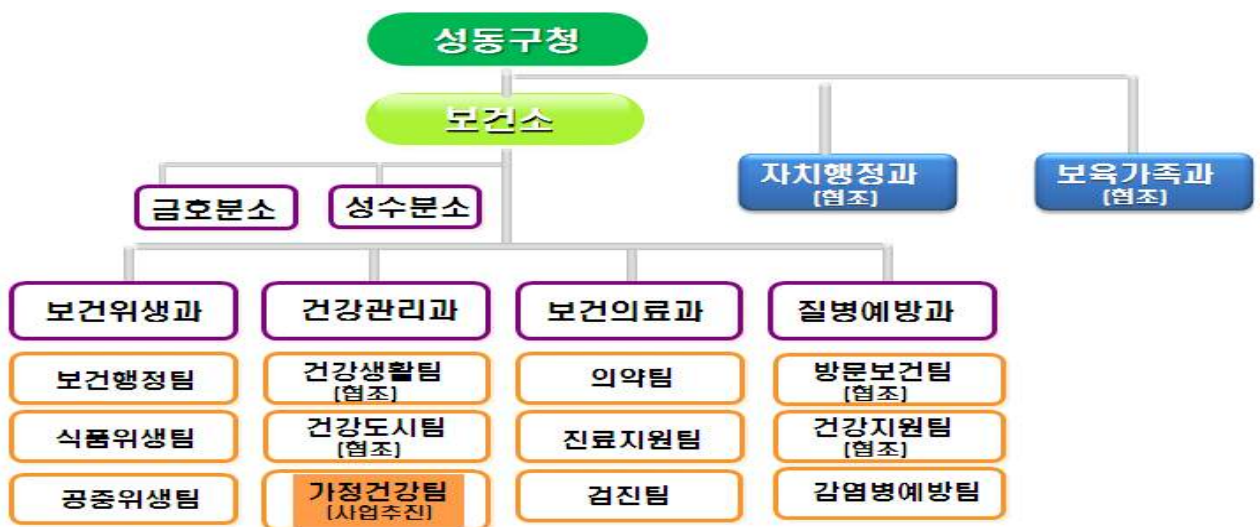 성동구청
보건소
자치행정과
(협조)
보육가족과
(협조)
금호분소
성수분소
보건위생과
건강관리과
보건의료과
질병예방과
보건행정팀
건강생활팀
(협조)
의약팀
방문보건팀
(협조)
식품위생팀
건강도시팀
(협조)
진료지원팀
건강지원팀
(협조)
공중위생팀
가정건강팀
(사업추진)
검진팀
감염병예방팀